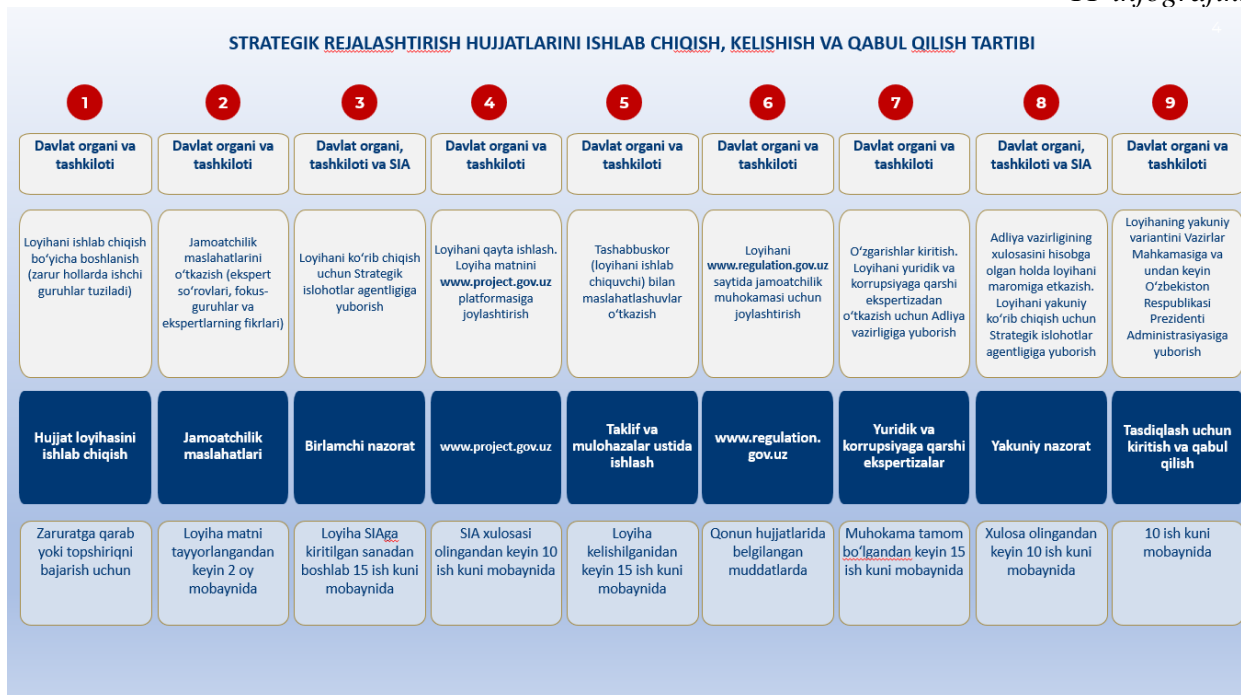 4
STRATEGIK REJALASHTIRISH HUJJATLARINI ISHLAB CHIQISH, KELISHISH VA QABUL QILISH TARTIBI
1
Davlat organi va
tashkiloti
Loyihani ishlab chiqish
bo‘yicha boshlanish
(zarur hollarda ishchi
guruhlar tuziladi)
Hujjat loyihasini
ishlab chiqish
Zaruratga qarab
yoki topshiriqni
bajarish uchun
2
Davlat organi va
tashkiloti
Jamoatchilik
maslahatlarini
o‘tkazish (ekspert
so‘rovlari, fokus-
guruhlar va
ekspertlarning fikrlari)
Jamoatchilik
maslahatlari
Loyiha matni
tayyorlangandan
keyin 2 oy
mobaynida
3
Davlat organi,
tashkiloti va SIA
Loyihani ko‘rib chiqish
uchun Strategik
islohotlar agentligiga
yuborish
Birlamchi nazorat
Loyiha SIAga
kiritilgan sanadan
boshlab 15 ish kuni
mobaynida
4
Davlat organi va
tashkiloti
Loyihani qayta ishlash.
Loyiha matnini
www.project.gov.uz
platformasiga
joylashtirish
www.project.gov.uz
SIA xulosasi
olingandan keyin 10
ish kuni mobaynida
5
Davlat organi va
tashkiloti
Tashabbuskor
(loyihani ishlab
chiquvchi) bilan
maslahatlashuvlar
o‘tkazish
Taklif va
mulohazalar ustida
ishlash
Loyiha
kelishilganidan
keyin 15 ish kuni
mobaynida
6
Davlat organi va
tashkiloti
Loyihani
www.regulation.gov.uz
saytida jamoatchilik
muhokamasi uchun
joylashtirish
www.regulation.
gov.uz
Qonun hujjatlarida
belgilangan
muddatlarda
7
Davlat organi va
tashkiloti
O‘zgarishlar kiritish.
Loyihani yuridik va
korrupsiyaga qarshi
ekspertizadan
o‘tkazish uchun Adliya
vazirligiga yuborish
Yuridik va
korrupsiyaga qarshi
ekspertizalar
Muhokama tamom
bo‘lgandan keyin 15
ish kuni mobaynida
8
Davlat organi,
tashkiloti va SIA
Adliya vazirligining
xulosasini hisobga
olgan holda loyihani
maromiga etkazish.
Loyihani yakuniy
ko‘rib chiqish uchun
Strategik islohotlar
agentligiga yuborish
Yakuniy nazorat
Xulosa olingandan
keyin 10 ish kuni
mobaynida
9
Davlat organi va
tashkiloti
Loyihaning yakuniy
variantini Vazirlar
Mahkamasiga va
undan keyin
O‘zbekiston
Respublikasi
Prezidenti
Administrasiyasiga
yuborish
Tasdiqlash uchun
kiritish va qabul
qilish
10 ish kuni
mobaynida